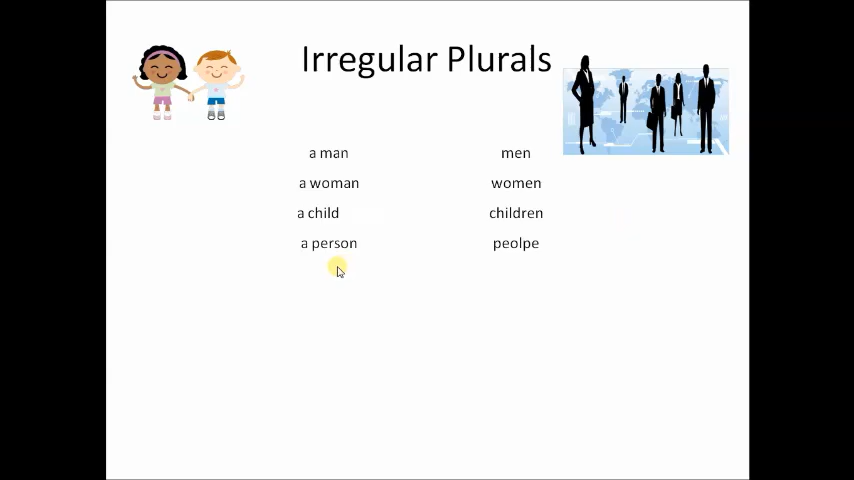 Irregular Plurals
a man men
a woman women
a child children
a person peolpe